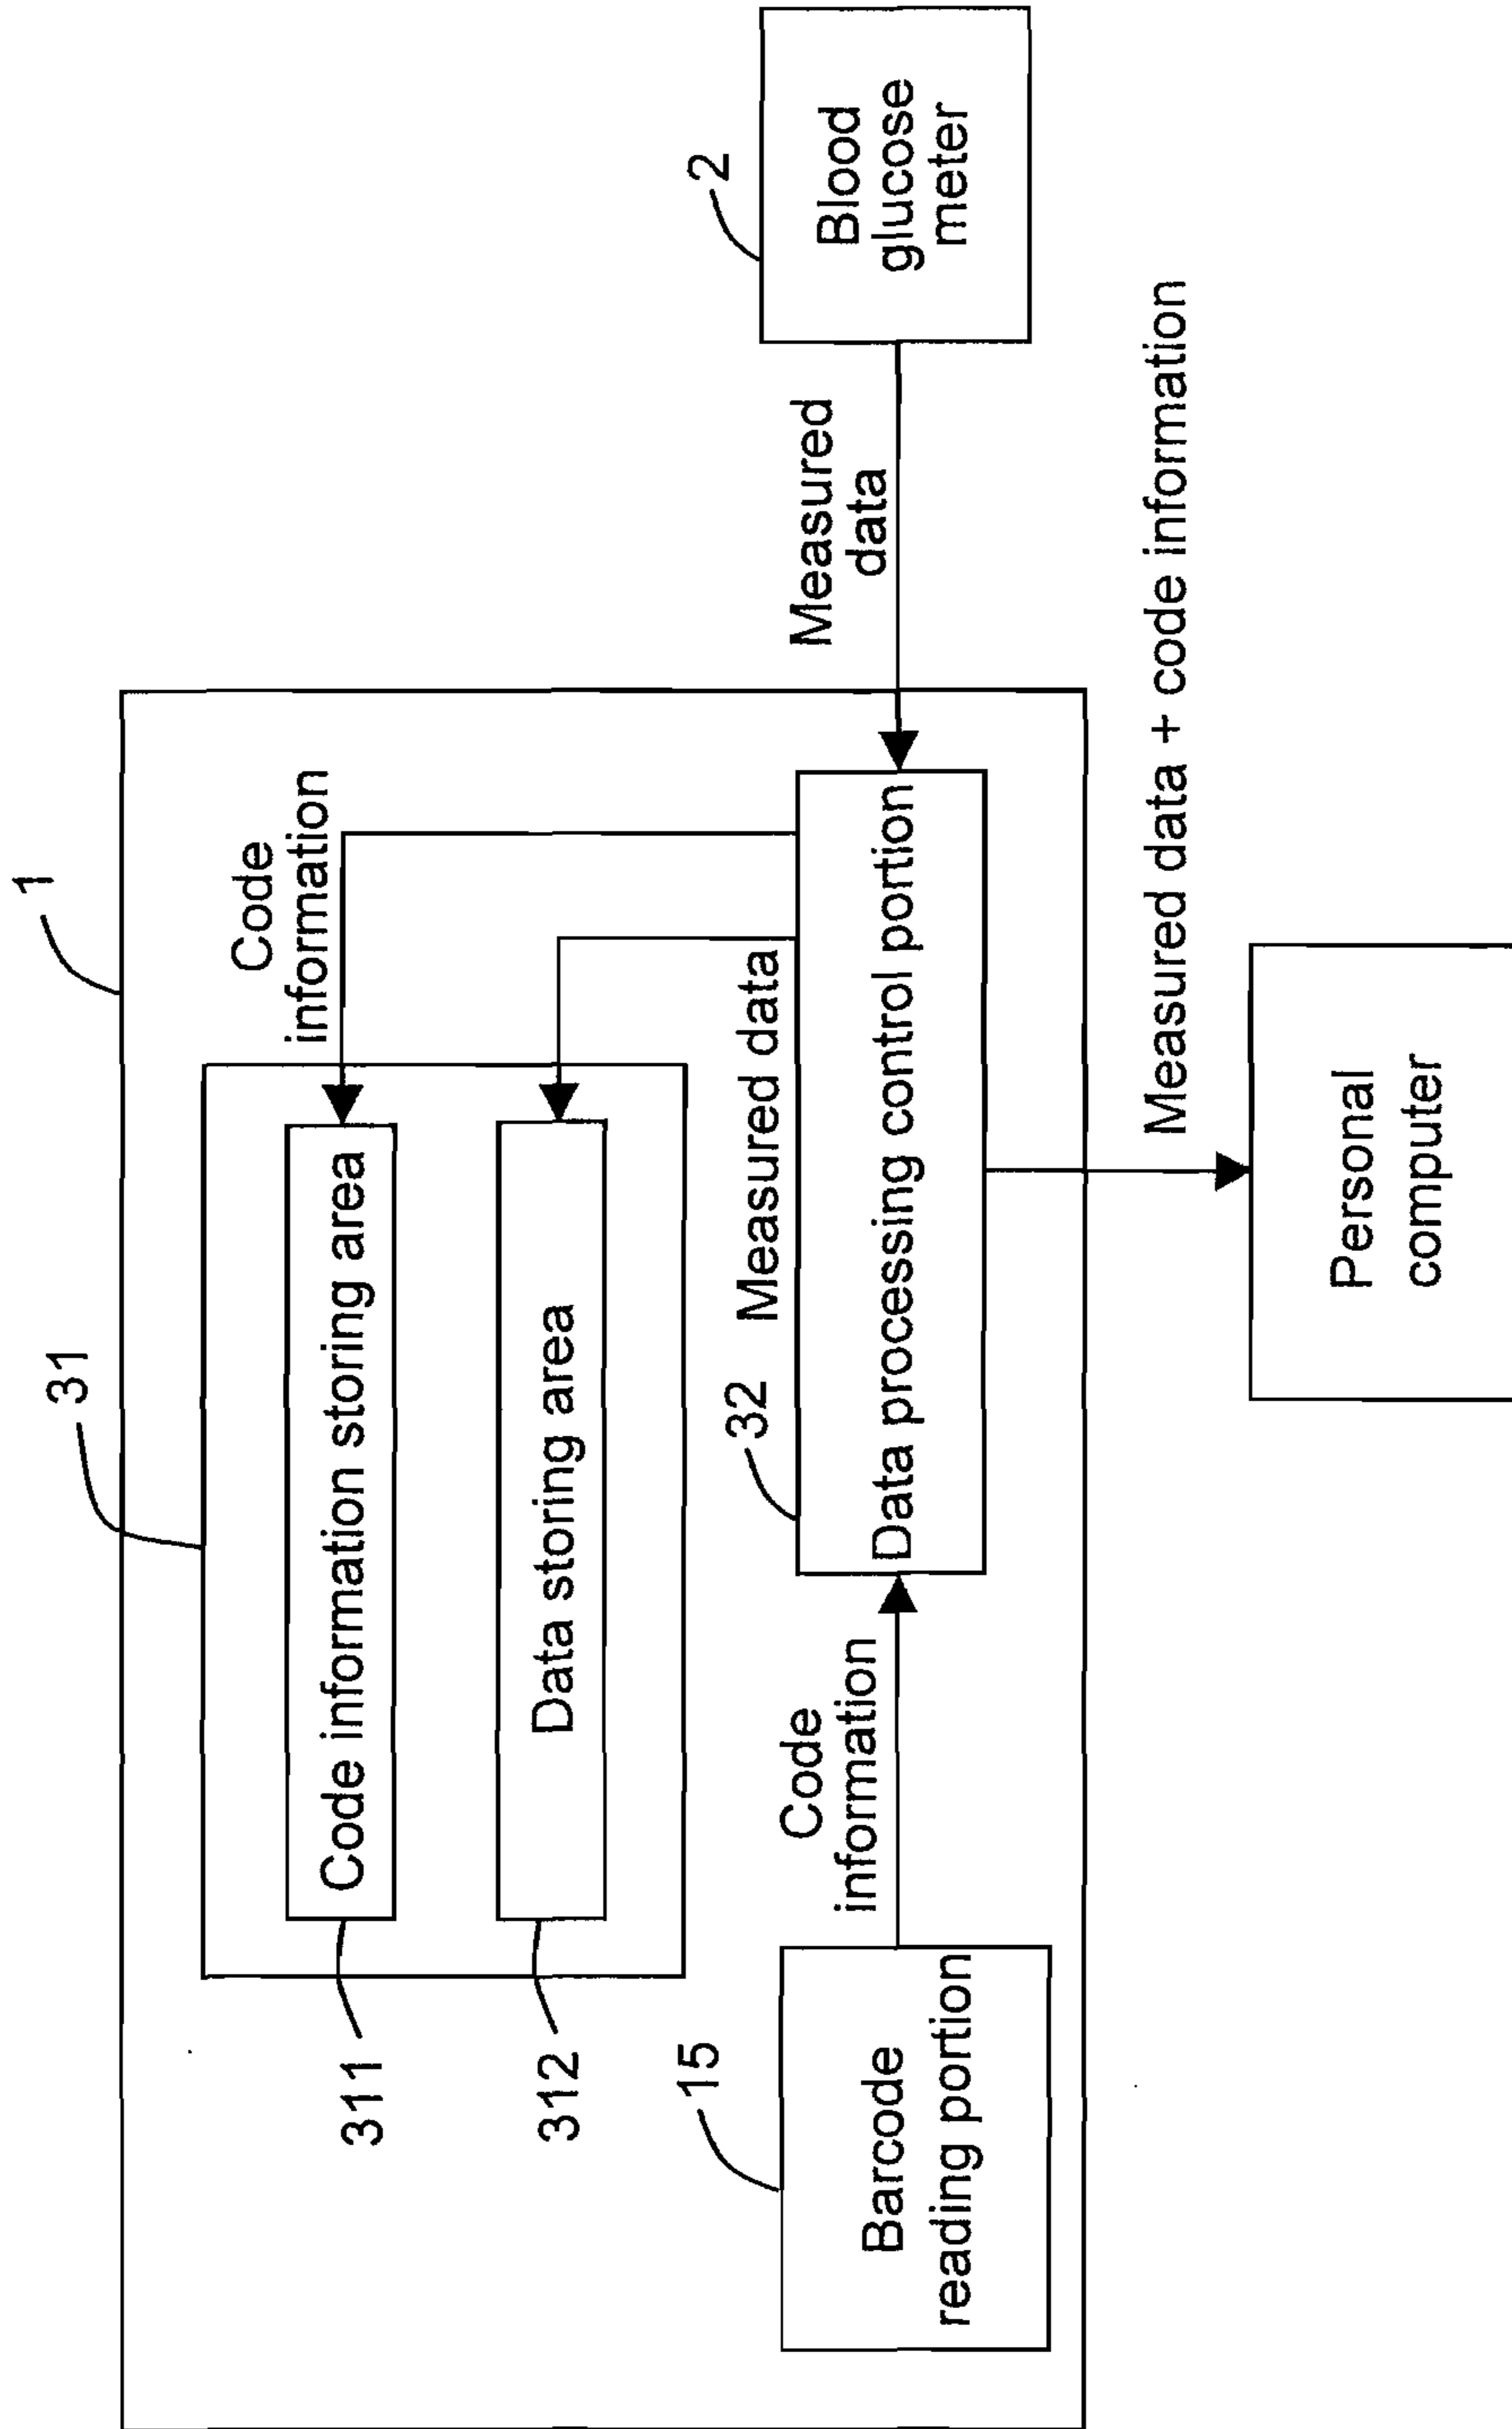 1
31
Code
information
311
Code information storing area
312
Data storing area
Measured data
32
15
Barcode
reading portion
Code
information
Data processing control portion
Measured
data
2
Blood
glucose
meter
Measured data + code information
Personal
computer